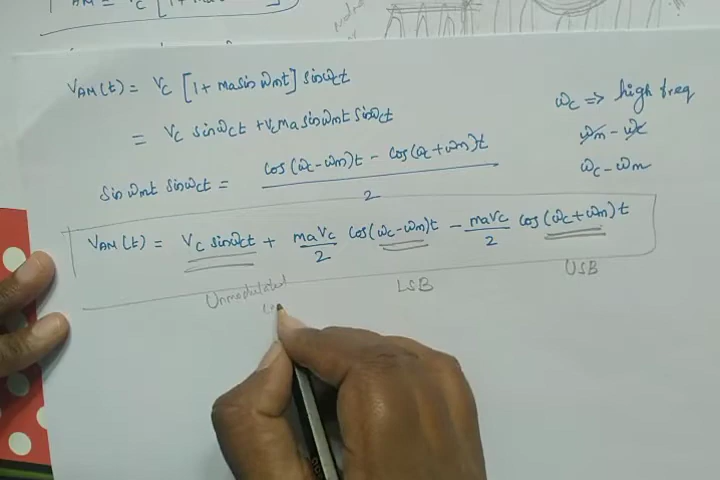 V_AM(t) = V_C [1 + m_a sin ω_m t] sin ω_c t
= V_C sin ω_c t + V_C m_a sin ω_m t sin ω_c t
sin ω_m t sin ω_c t = cos(ω_c - ω_m)t - cos(ω_c + ω_m)t / 2
V_AM(t) = V_C sin ω_c t + m_a V_C / 2 cos(ω_c - ω_m)t - m_a V_C / 2 cos(ω_c + ω_m)t
Unmodulated
LSB
USB
ω_c => high freq
ω_m - ω_c
ω_c - ω_m